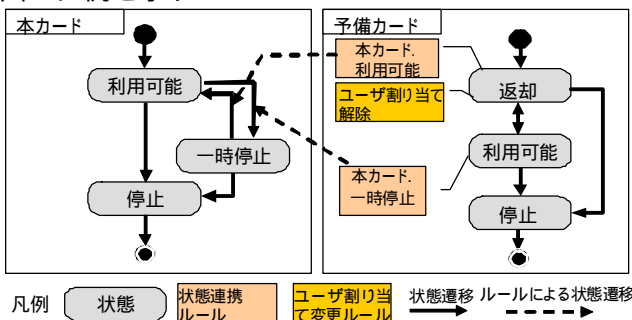 本カード
利用可能
一時停止
停止
予備カード
本カード.
利用可能
ユーザ割り当て
解除
返却
利用可能
本カード.
一時停止
停止
凡例
状態
状態連携
ルール
ユーザ割り当
て変更ルール
状態遷移
ルールによる状態遷移